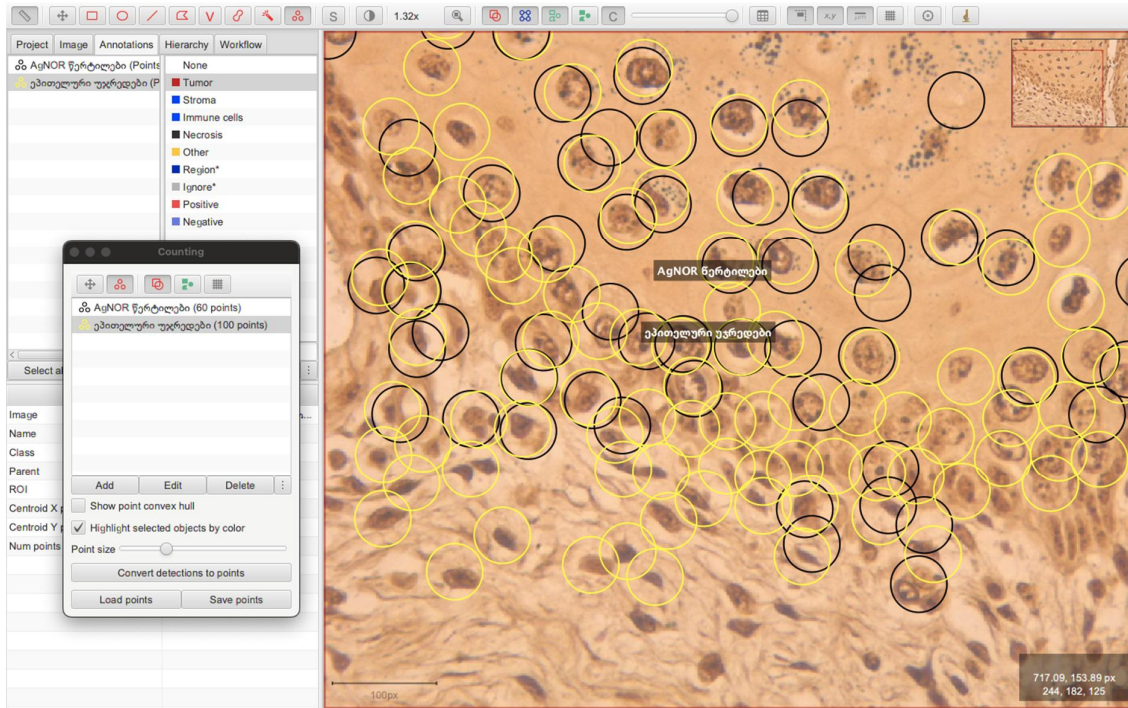 S
1.32x
C
x,y
μm
Project Image Annotations Hierarchy Workflow
AgNOR წერტილები (Points
ეპითელური უჯრედები (P
None
Tumor
Stroma
Immune cells
Necrosis
Other
Region*
Ignore*
Positive
Negative
Select al
Image
Name
Class
Parent
ROI
Centroid X p
Centroid Y p
Num points
Counting
AgNOR წერტილები (60 points)
ეპითელური უჯრედები (100 points)
Add Edit Delete
Show point convex hull
Highlight selected objects by color
Point size
Convert detections to points
Load points Save points
AgNOR წერტილები
ეპითელური უჯრედები
100px
717.09, 153.89 px
244, 182, 125